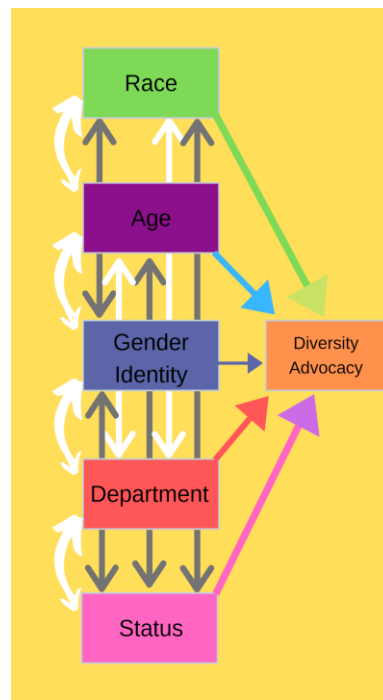 Race
Age
Gender
Identity
Diversity
Advocacy
Department
Status